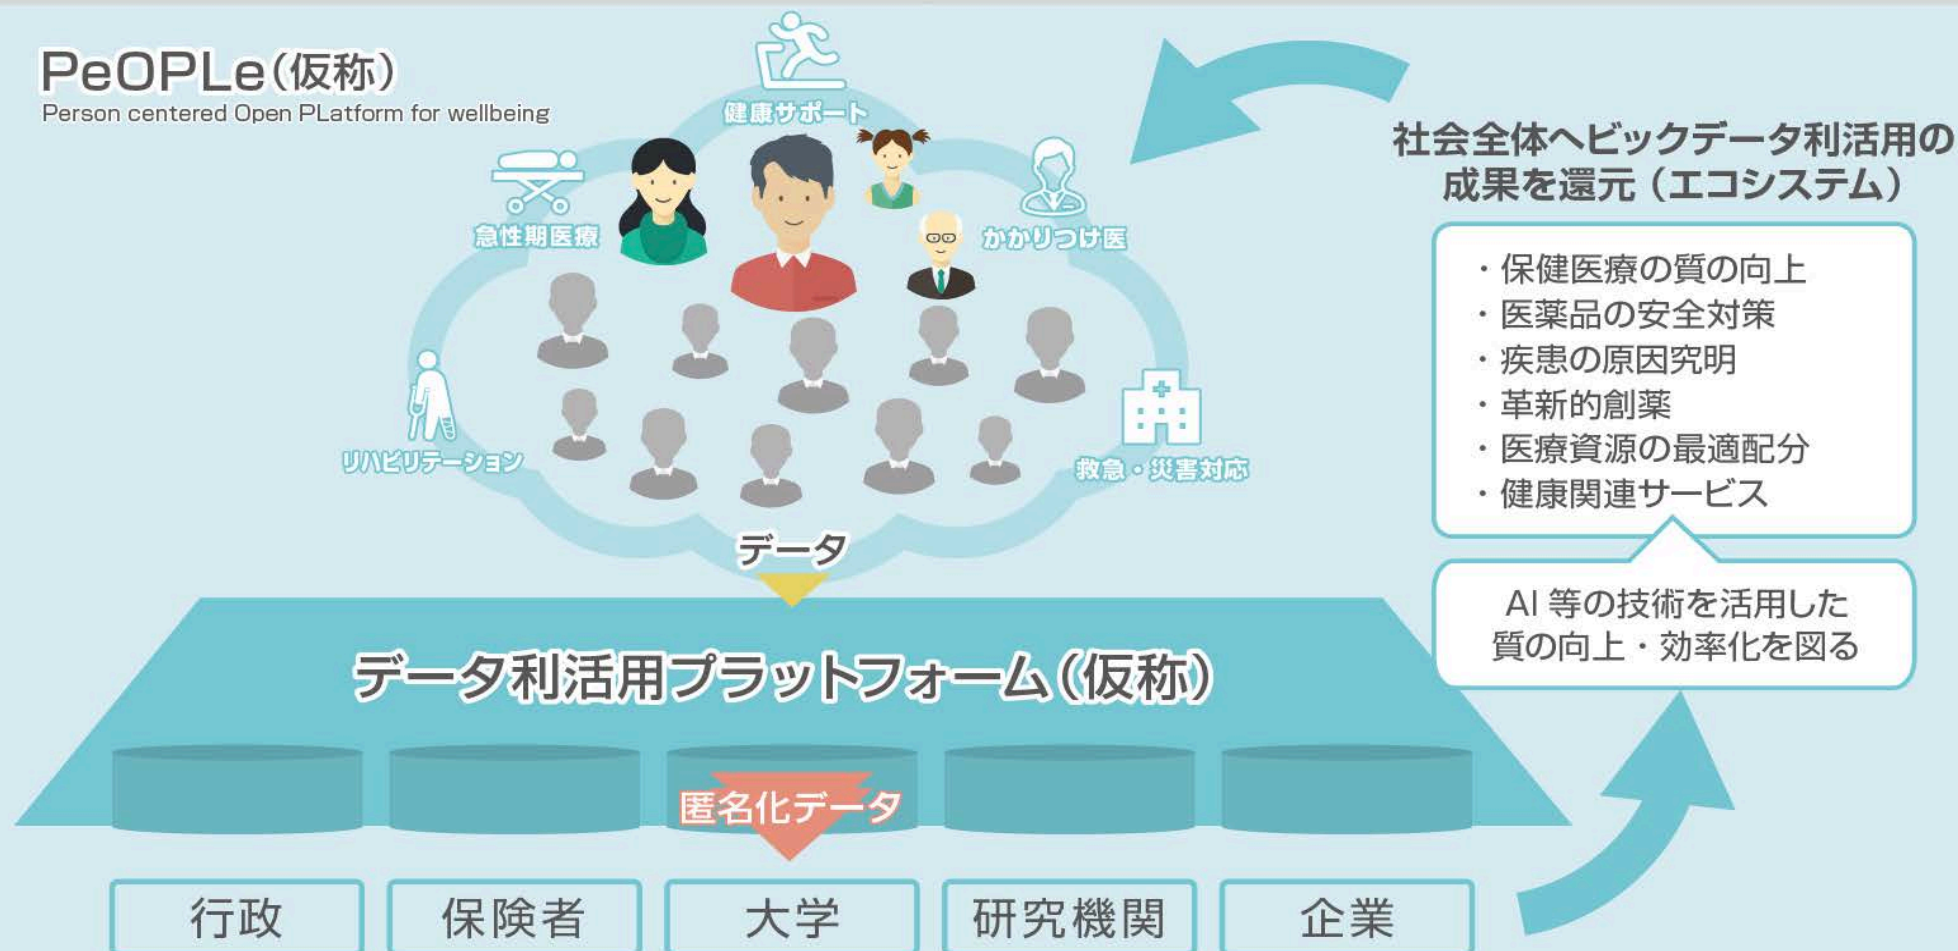 PeOPLe(仮称)
Person centered Open PLatform for wellbeing
健康サポート
急性期医療
かかりつけ医
リハビリテーション
救急・災害対応
データ
データ利活用プラットフォーム(仮称)
匿名化データ
行政
保険者
大学
研究機関
企業
社会全体へビックデータ利活用の
成果を還元(エコシステム)
・保健医療の質の向上
・医薬品の安全対策
・疾患の原因究明
・革新的創薬
・医療資源の最適配分
・健康関連サービス
AI 等の技術を活用した
質の向上・効率化を図る